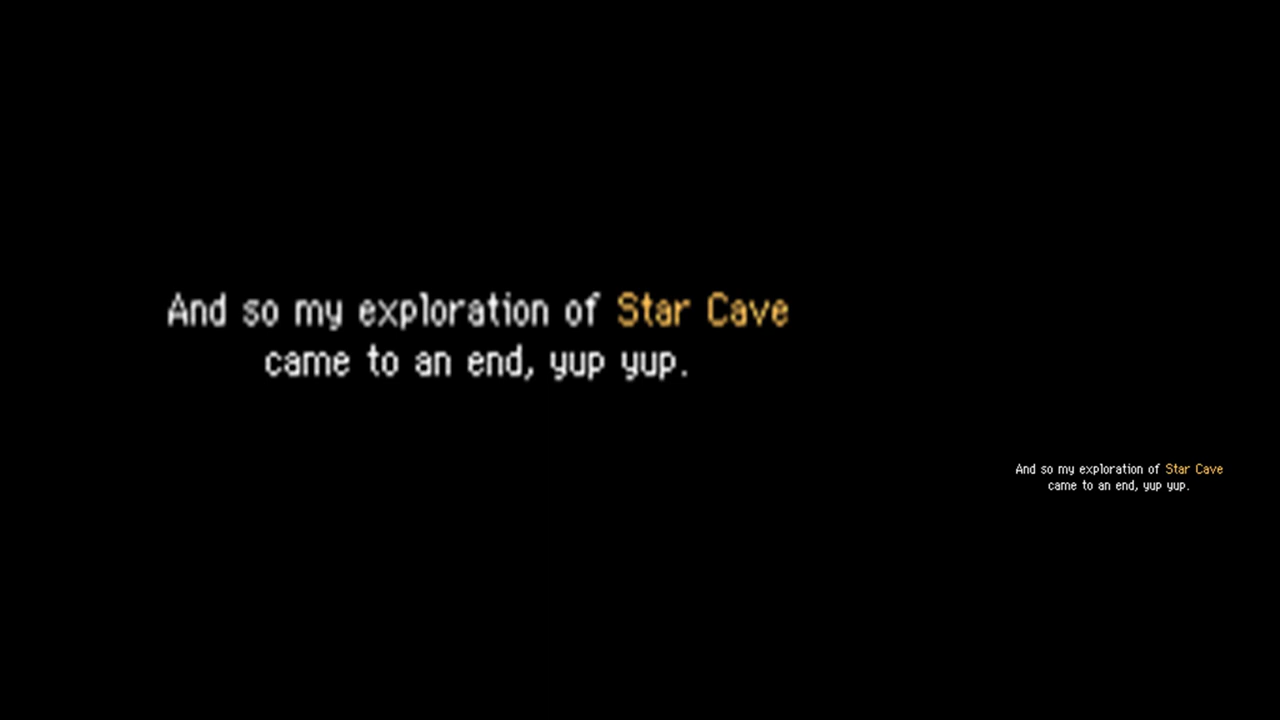 And so my exploration of Star Cave
came to an end, yup yup.
And so my exploration of Star Cave
came to an end, yup yup.